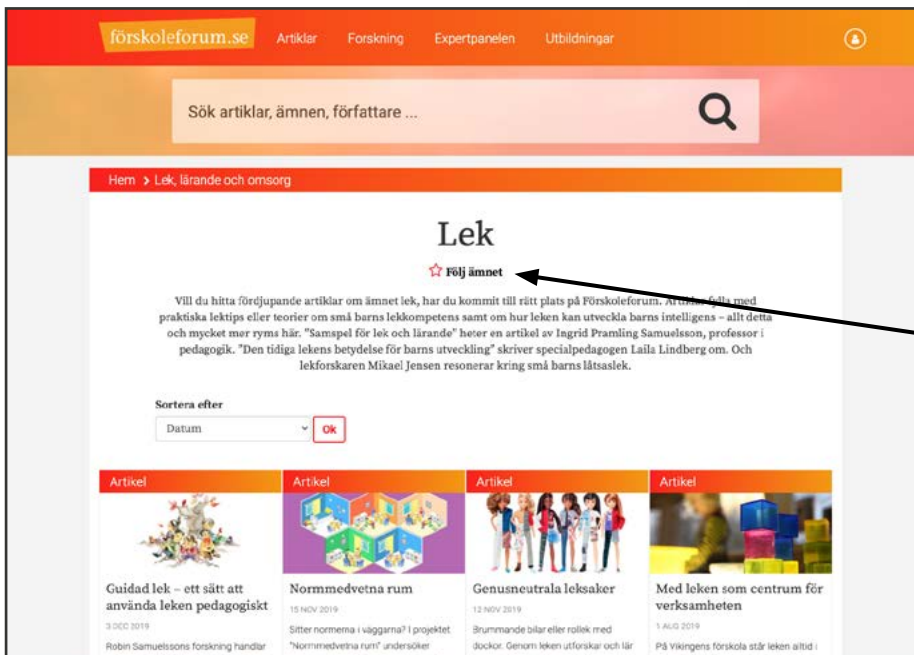 förskoleforum.se Artiklar Forskning Expertpanelen Utbildningar
Sök artiklar, ämnen, författare ...
Hem > Lek, lärande och omsorg
Lek
Följ ämnet
Vill du hitta fördjupande artiklar om ämnet lek, har du kommit till rätt plats på Förskoleforum. Artiklar fyllda med
praktiska lektips eller teorier om små barns lekkompetens samt om hur leken kan utveckla barns intelligens – allt detta
och mycket mer ryms här. "Samspel för lek och lärande" heter en artikel av Ingrid Pramling Samuelsson, professor i
pedagogik. "Den tidiga lekens betydelse för barns utveckling" skriver specialpedagogen Laila Lindberg om. Och
lekforskaren Mikael Jensen resonerar kring små barns låtsaslek.
Sortera efter
Datum Ok
Artikel Artikel Artikel Artikel
Guidad lek – ett sätt att
använda leken pedagogiskt
3 DEC 2019
Robin Samuelssons forskning handlar
Normmedvetna rum
15 NOV 2019
Sitter normerna i väggarna? I projektet
"Normmedvetna rum" undersöker
Genusneutrala leksaker
12 NOV 2019
Brummande bilar eller rollek med
dockor. Genom leken utforskar och lär
Med leken som centrum för
verksamheten
1 AUG 2019
På Vikingens förskola står leken alltid i